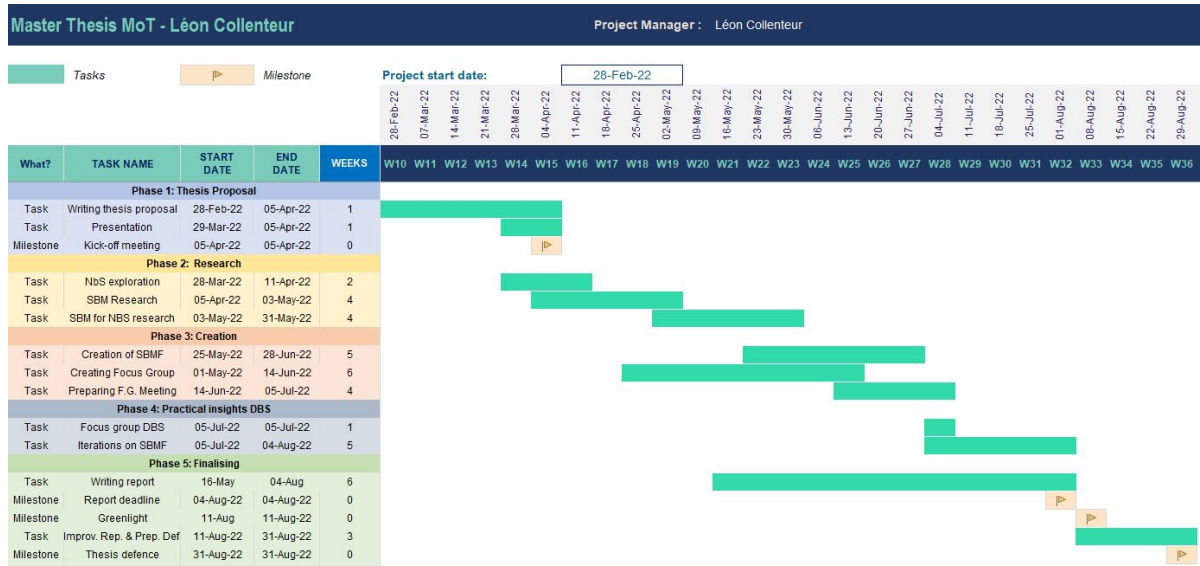 Master Thesis MoT - Léon Collenteur Project Manager : Léon Collenteur
Tasks Milestone Project start date: 28-Feb-22
28-Feb-22 07-Mar-22 14-Mar-22 21-Mar-22 28-Mar-22 04-Apr-22 11-Apr-22 18-Apr-22 25-Apr-22 02-May-22 09-May-22 16-May-22 23-May-22 30-May-22 06-Jun-22 13-Jun-22 20-Jun-22 27-Jun-22 04-Jul-22 11-Jul-22 18-Jul-22 25-Jul-22 01-Aug-22 08-Aug-22 15-Aug-22 22-Aug-22 29-Aug-22
What? TASK NAME START DATE END DATE WEEKS W10 W11 W12 W13 W14 W15 W16 W17 W18 W19 W20 W21 W22 W23 W24 W25 W26 W27 W28 W29 W30 W31 W32 W33 W34 W35 W36
Phase 1: Thesis Proposal
Task Writing thesis proposal 28-Feb-22 05-Apr-22 1
Task Presentation 29-Mar-22 05-Apr-22 1
Milestone Kick-off meeting 05-Apr-22 05-Apr-22 0
Phase 2: Research
Task NbS exploration 28-Mar-22 11-Apr-22 2
Task SBM Research 05-Apr-22 03-May-22 4
Task SBM for NBS research 03-May-22 31-May-22 4
Phase 3: Creation
Task Creation of SBMF 25-May-22 28-Jun-22 5
Task Creating Focus Group 01-May-22 14-Jun-22 6
Task Preparing F.G. Meeting 14-Jun-22 05-Jul-22 4
Phase 4: Practical insights DBS
Task Focus group DBS 05-Jul-22 05-Jul-22 1
Task Iterations on SBMF 05-Jul-22 04-Aug-22 5
Phase 5: Finalising
Task Writing report 16-May 04-Aug 6
Milestone Report deadline 04-Aug-22 04-Aug-22 0
Milestone Greenlight 11-Aug 11-Aug-22 0
Task Improv. Rep. & Prep. Def 11-Aug-22 31-Aug-22 3
Milestone Thesis defence 31-Aug-22 31-Aug-22 0